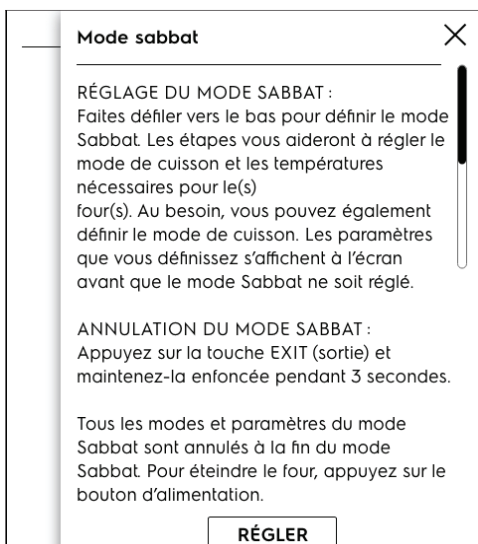 Mode sabbat
RÉGLAGE DU MODE SABBAT :
Faites défiler vers le bas pour définir le mode
Sabbat. Les étapes vous aideront à régler le
mode de cuisson et les températures
nécessaires pour le(s)
four(s). Au besoin, vous pouvez également
définir le mode de cuisson. Les paramètres
que vous définissez s’affichent à l’écran
avant que le mode Sabbat ne soit réglé.
ANNULATION DU MODE SABBAT :
Appuyez sur la touche EXIT (sortie) et
maintenez-la enfoncée pendant 3 secondes.
Tous les modes et paramètres du mode
Sabbat sont annulés à la fin du mode
Sabbat. Pour éteindre le four, appuyez sur le
bouton d’alimentation.
RÉGLER